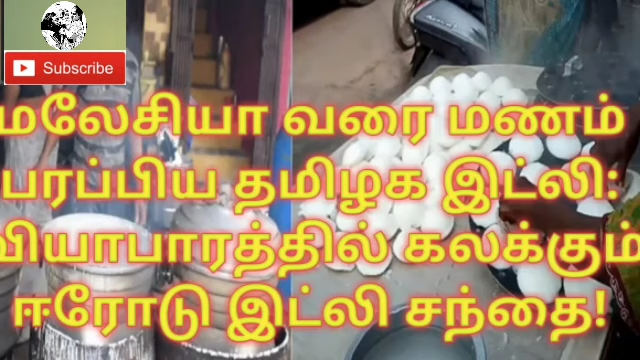 Subscribe
மலேசியா வரை மணம்
பரப்பிய தமிழக இட்லி:
வியாபாரத்தில் கலக்கும்
ஈரோடு இட்லி சந்தை!